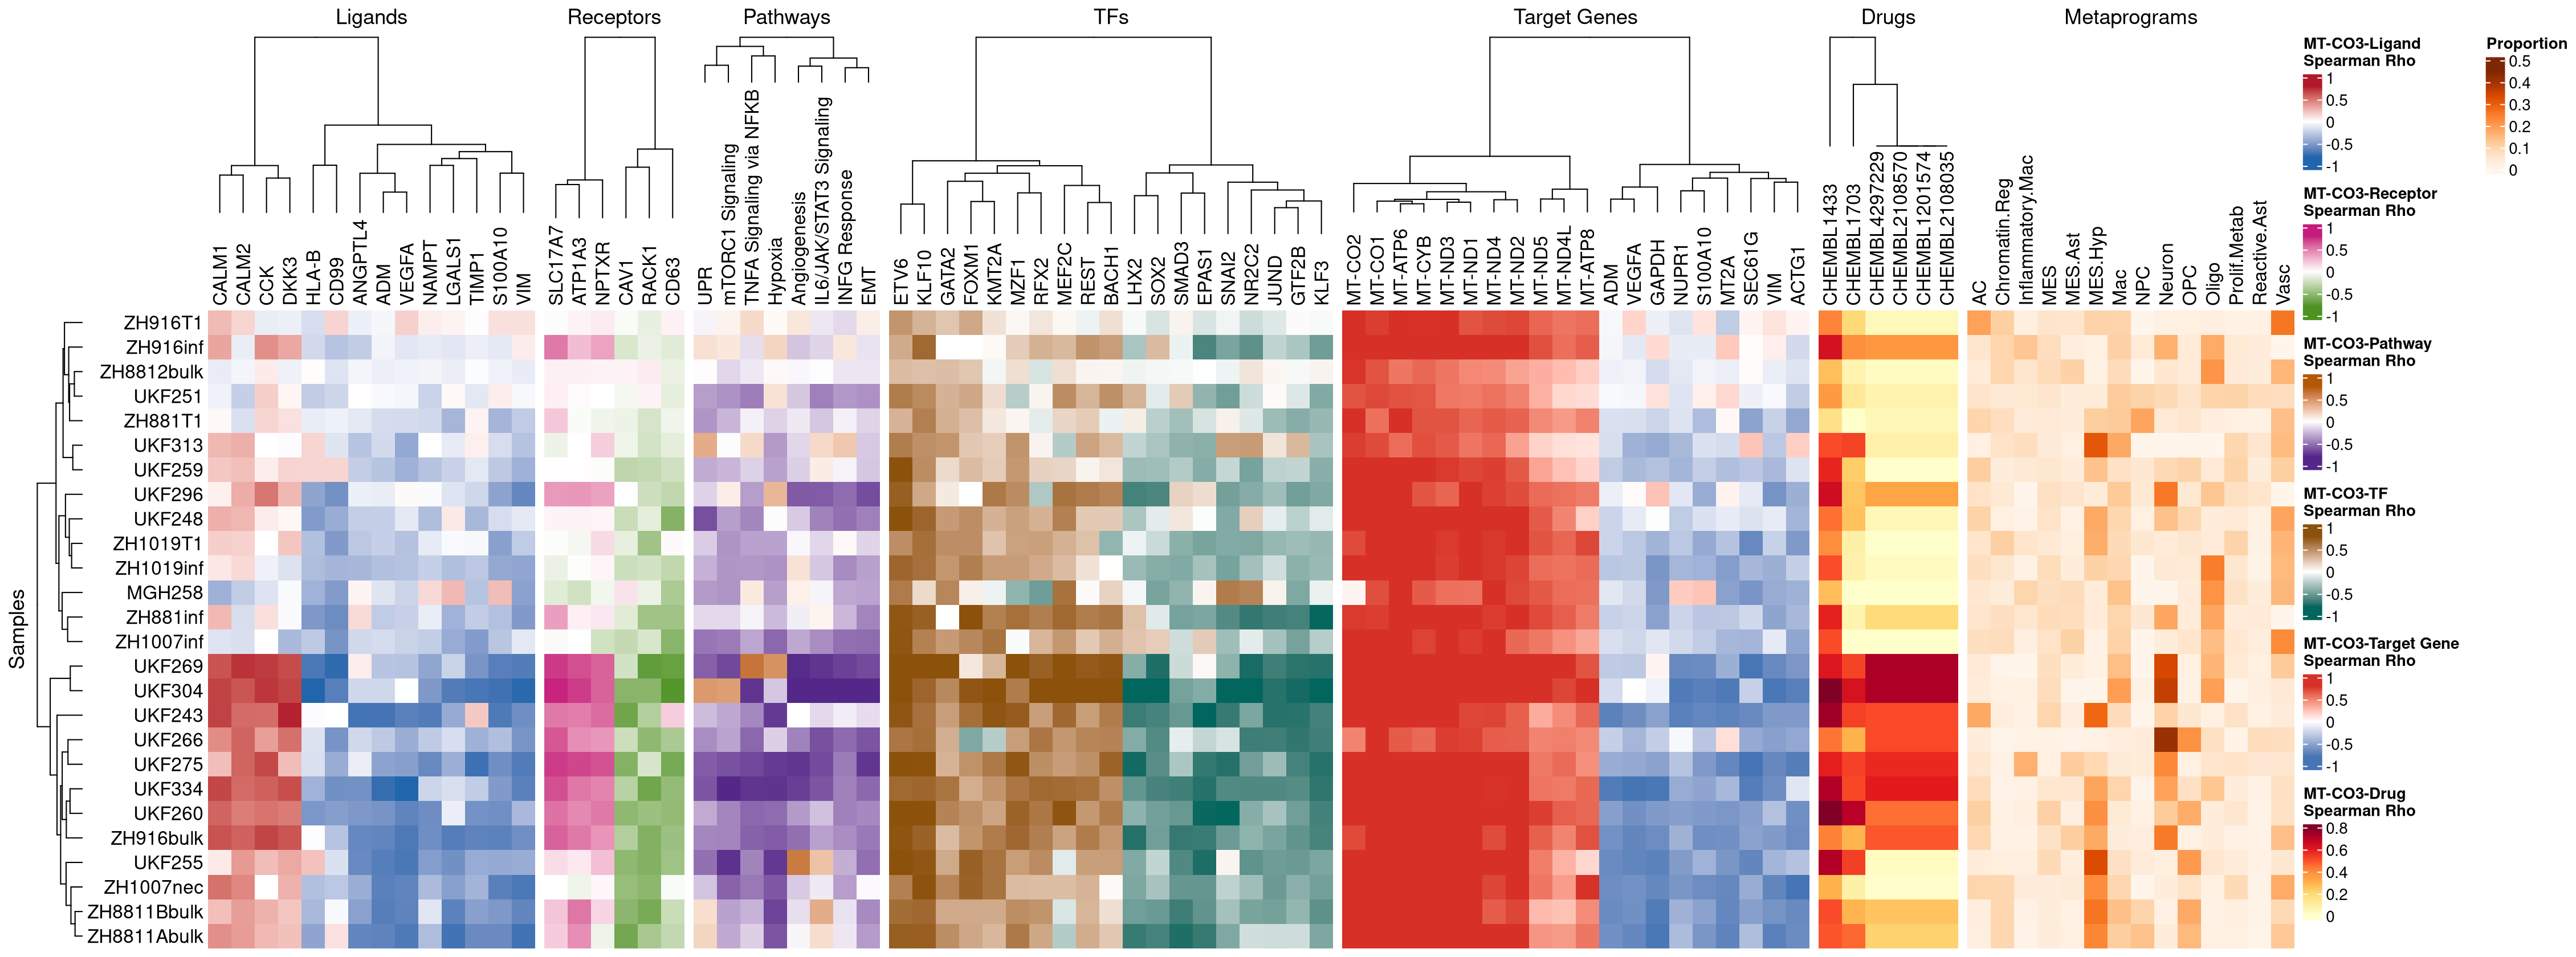 Ligands
Receptors
Pathways
TFs
Target Genes
Drugs
Metaprograms
CALM1
CALM2
CCK
DKK3
HLA-B
CD99
ANGPTL4
ADM
VEGFA
NAMPT
LGALS1
TIMP1
S100A10
VIM
SLC17A7
ATP1A3
NPTXR
CAV1
RACK1
CD63
UPR
mTORC1 Signaling
TNFA Signaling via NFKB
Hypoxia
Angiogenesis
IL6/JAK/STAT3 Signaling
INFG Response
EMT
ETV6
KLF10
GATA2
FOXM1
KMT2A
MZF1
RFX2
MEF2C
REST
BACH1
LHX2
SOX2
SMAD3
EPAS1
SNAI2
NR2C2
JUND
GTF2B
KLF3
MT-CO2
MT-CO1
MT-ATP6
MT-CYB
MT-ND3
MT-ND1
MT-ND4
MT-ND2
MT-ND5
MT-ND4L
MT-ATP8
ADM
VEGFA
GAPDH
NUPR1
S100A10
MT2A
SEC61G
VIM
ACTG1
CHEMBL1433
CHEMBL1703
CHEMBL4297229
CHEMBL2108570
CHEMBL1201574
CHEMBL2108035
AC
Chromatin.Reg
Inflammatory.Mac
MES
MES.Ast
MES.Hyp
Mac
NPC
Neuron
OPC
Oligo
Prolif.Metab
Reactive.Ast
Vasc
Samples
ZH916T1
ZH916inf
ZH8812bulk
UKF251
ZH881T1
UKF313
UKF259
UKF296
UKF248
ZH1019T1
ZH1019inf
MGH258
ZH881inf
ZH1007inf
UKF269
UKF304
UKF243
UKF266
UKF275
UKF334
UKF260
ZH916bulk
UKF255
ZH1007nec
ZH8811Bbulk
ZH8811Abulk
MT-CO3-Ligand
Spearman Rho
1
0.5
0
-0.5
-1
MT-CO3-Receptor
Spearman Rho
1
0.5
0
-0.5
-1
MT-CO3-Pathway
Spearman Rho
1
0.5
0
-0.5
-1
MT-CO3-TF
Spearman Rho
1
0.5
0
-0.5
-1
MT-CO3-Target Gene
Spearman Rho
1
0.5
0
-0.5
-1
MT-CO3-Drug
Spearman Rho
0.8
0.6
0.4
0.2
0
Proportion
0.5
0.4
0.3
0.2
0.1
0